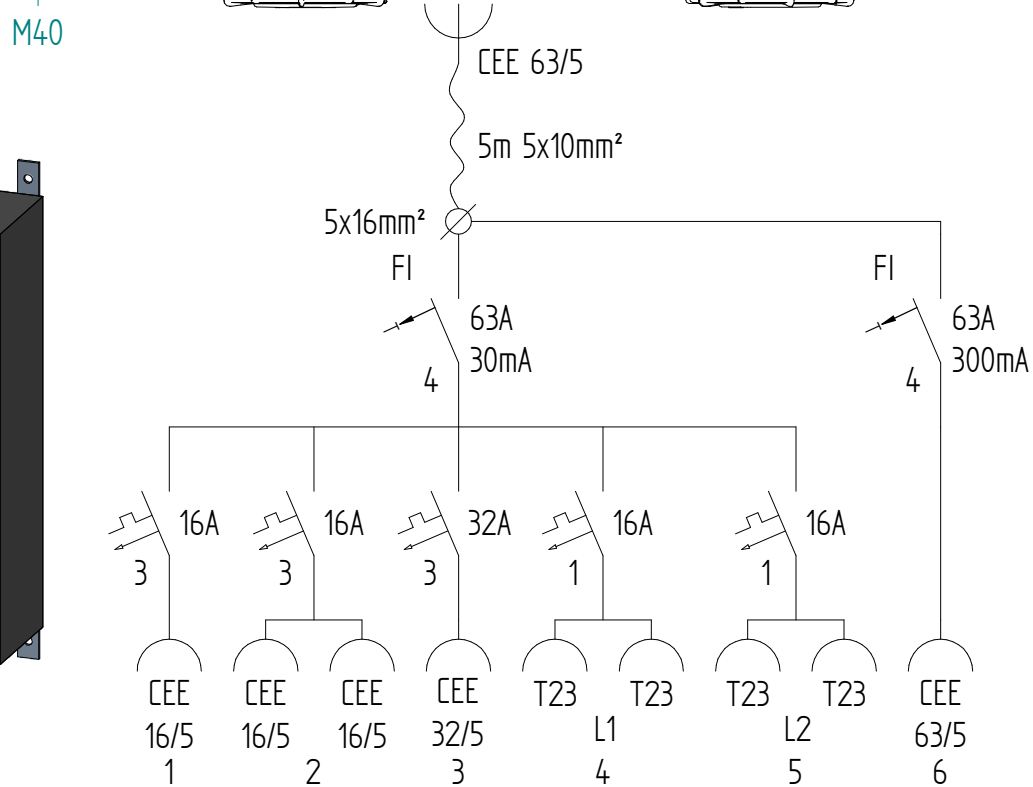 M40
CEE 63/5
5m 5x10mm²
5x16mm²
FI
63A
30mA
4
FI
63A
300mA
4
16A
3
16A
3
32A
3
16A
1
16A
1
CEE CEE CEE CEE T23 T23 T23 T23 CEE
16/5 16/5 16/5 32/5 L1 L2 63/5
1 2 3 4 5 6